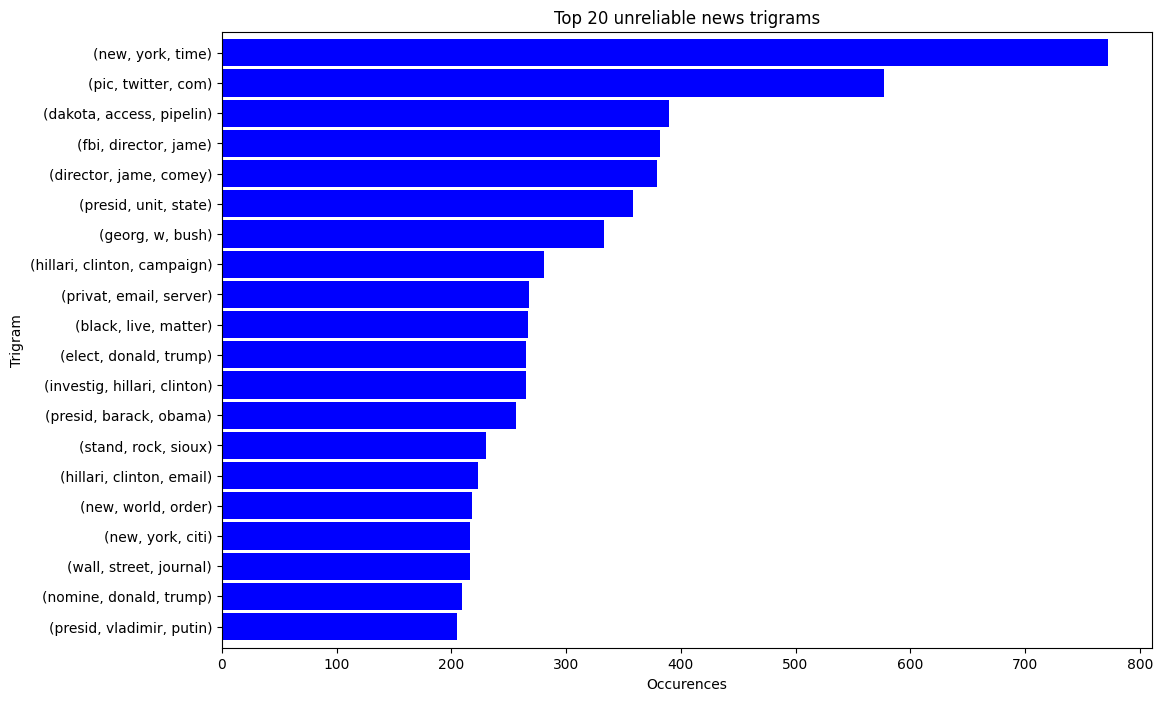 Top 20 unreliable news trigrams
(new, york, time)
(pic, twitter, com)
(dakota, access, pipelin)
(fbi, director, jame)
(director, jame, comey)
(presid, unit, state)
(georg, w, bush)
(hillari, clinton, campaign)
(privat, email, server)
(black, live, matter)
(elect, donald, trump)
(investig, hillari, clinton)
(presid, barack, obama)
(stand, rock, sioux)
(hillari, clinton, email)
(new, world, order)
(new, york, citi)
(wall, street, journal)
(nomine, donald, trump)
(presid, vladimir, putin)
Trigram
0 100 200 300 400 500 600 700 800
Occurences